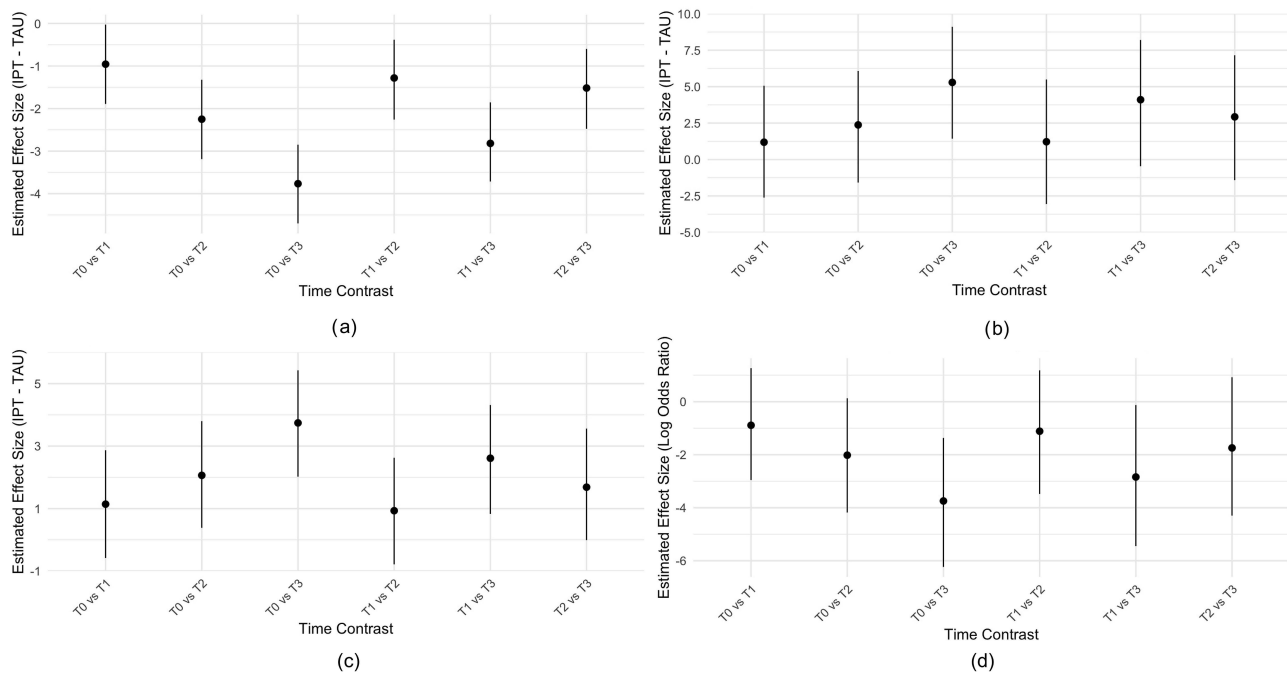 Estimated Effect Size (IPT - TAU)
0
-1
-2
-3
-4
T0 vs T1
T0 vs T2
T0 vs T3
T1 vs T2
T1 vs T3
T2 vs T3
Time Contrast
(a)
Estimated Effect Size (IPT - TAU)
10.0
7.5
5.0
2.5
0.0
-2.5
-5.0
T0 vs T1
T0 vs T2
T0 vs T3
T1 vs T2
T1 vs T3
T2 vs T3
Time Contrast
(b)
Estimated Effect Size (IPT - TAU)
5
3
1
-1
T0 vs T1
T0 vs T2
T0 vs T3
T1 vs T2
T1 vs T3
T2 vs T3
Time Contrast
(c)
Estimated Effect Size (Log Odds Ratio)
0
-2
-4
-6
T0 vs T1
T0 vs T2
T0 vs T3
T1 vs T2
T1 vs T3
T2 vs T3
Time Contrast
(d)